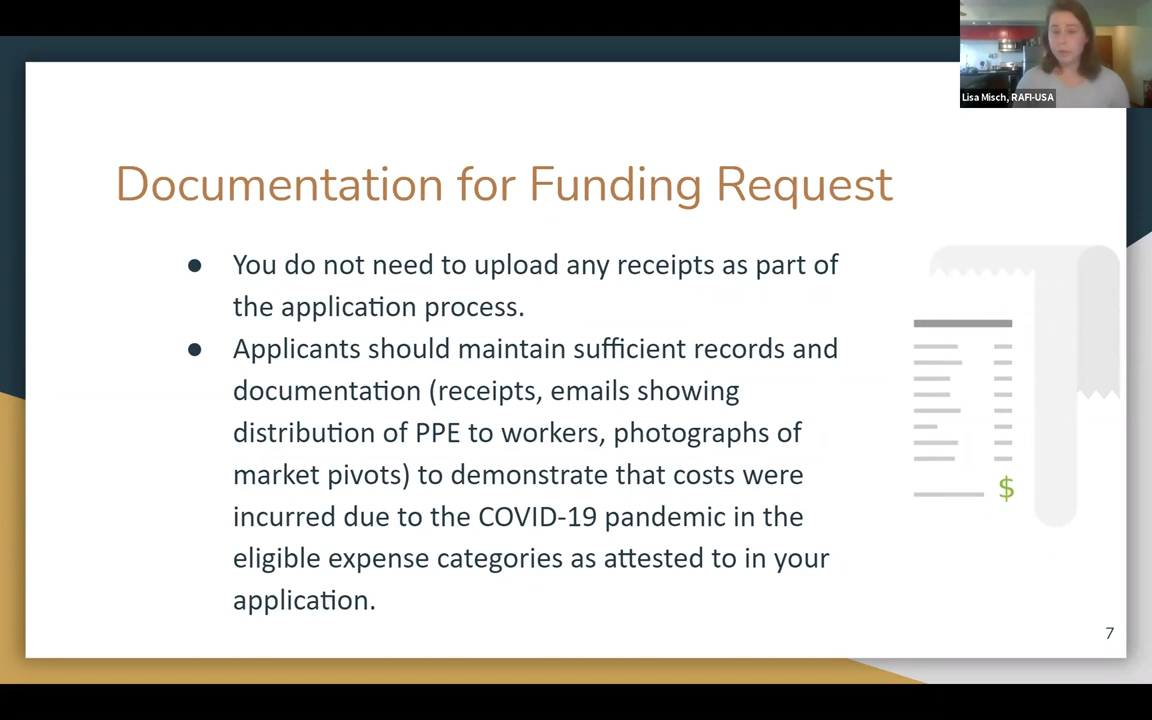 Lisa Misch, RAFI-USA
Documentation for Funding Request
● You do not need to upload any receipts as part of
the application process.
● Applicants should maintain sufficient records and
documentation (receipts, emails showing
distribution of PPE to workers, photographs of
market pivots) to demonstrate that costs were
incurred due to the COVID-19 pandemic in the
eligible expense categories as attested to in your
application.
$
7